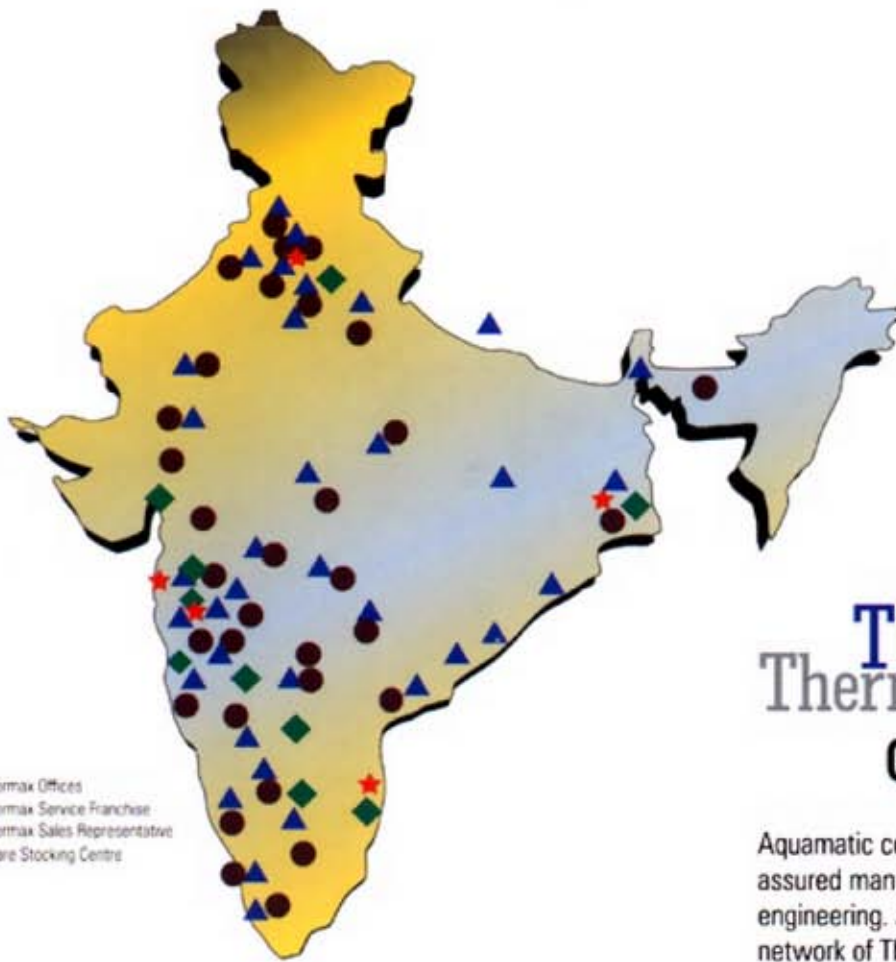 rmax Offices
rmax Service Franchise
rmax Sales Representative
re Stocking Centre
T
Therr
Aquamatic co
assured man
engineering.
network of Th